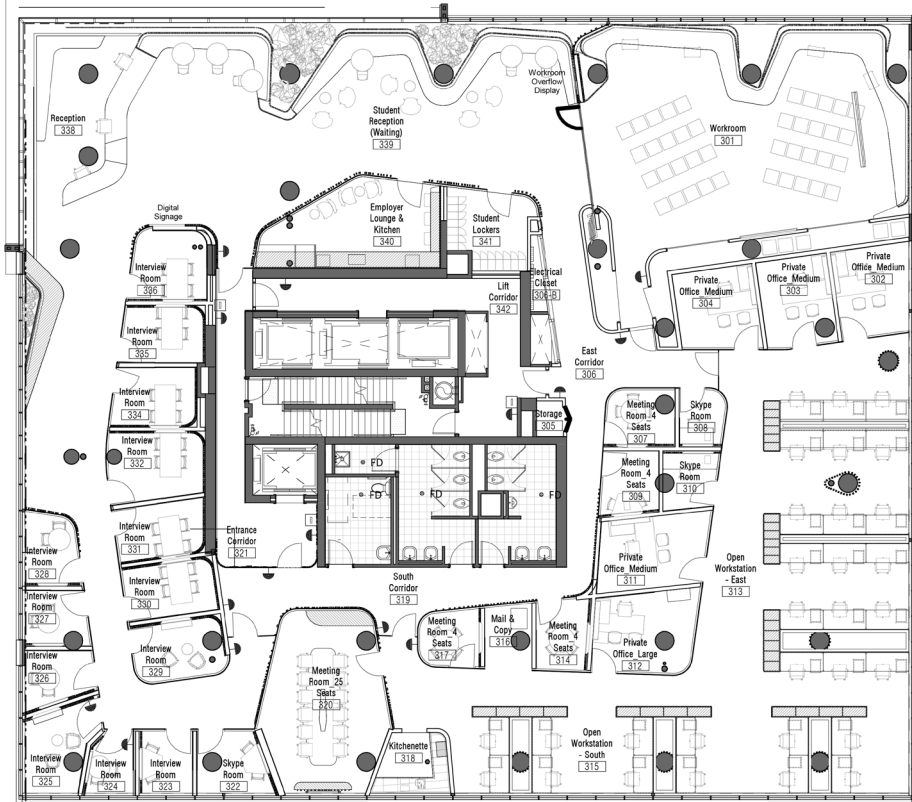 Workroom
Overflow
Display
Reception
338
Student
Reception
(Waiting)
339
Workroom
301
Digital
Signage
Employer
Lounge &
Kitchen
340
Student
Lockers
341
Interview
Room
336
Lift
Corridor
342
Electrical
Closet
306-B
Private
Office_Medium
304
Private
Office_Medium
303
Private
Office_Medium
302
Interview
Room
335
East
Corridor
306
Interview
Room
334
Storage
305
Meeting
Room_4
Seats
307
Skype
Room
308
Interview
Room
332
FD
FD
FD
FD
Meeting
Room_4
Seats
309
Skype
Room
310
Interview
Room
331
Entrance
Corridor
321
Interview
Room
328
Private
Office_Medium
311
Open
Workstation
- East
313
Interview
Room
330
South
Corridor
319
Interview
Room
327
Meeting
Room_4
Seats
317
Mail &
Copy
316
Meeting
Room_4
Seats
314
Private
Office_Large
312
Interview
Room
329
Interview
Room
326
Meeting
Room_25
Seats
320
Interview
Room
325
Interview
Room
324
Interview
Room
323
Skype
Room
322
Kitchenette
318
Open
Workstation
- South
315